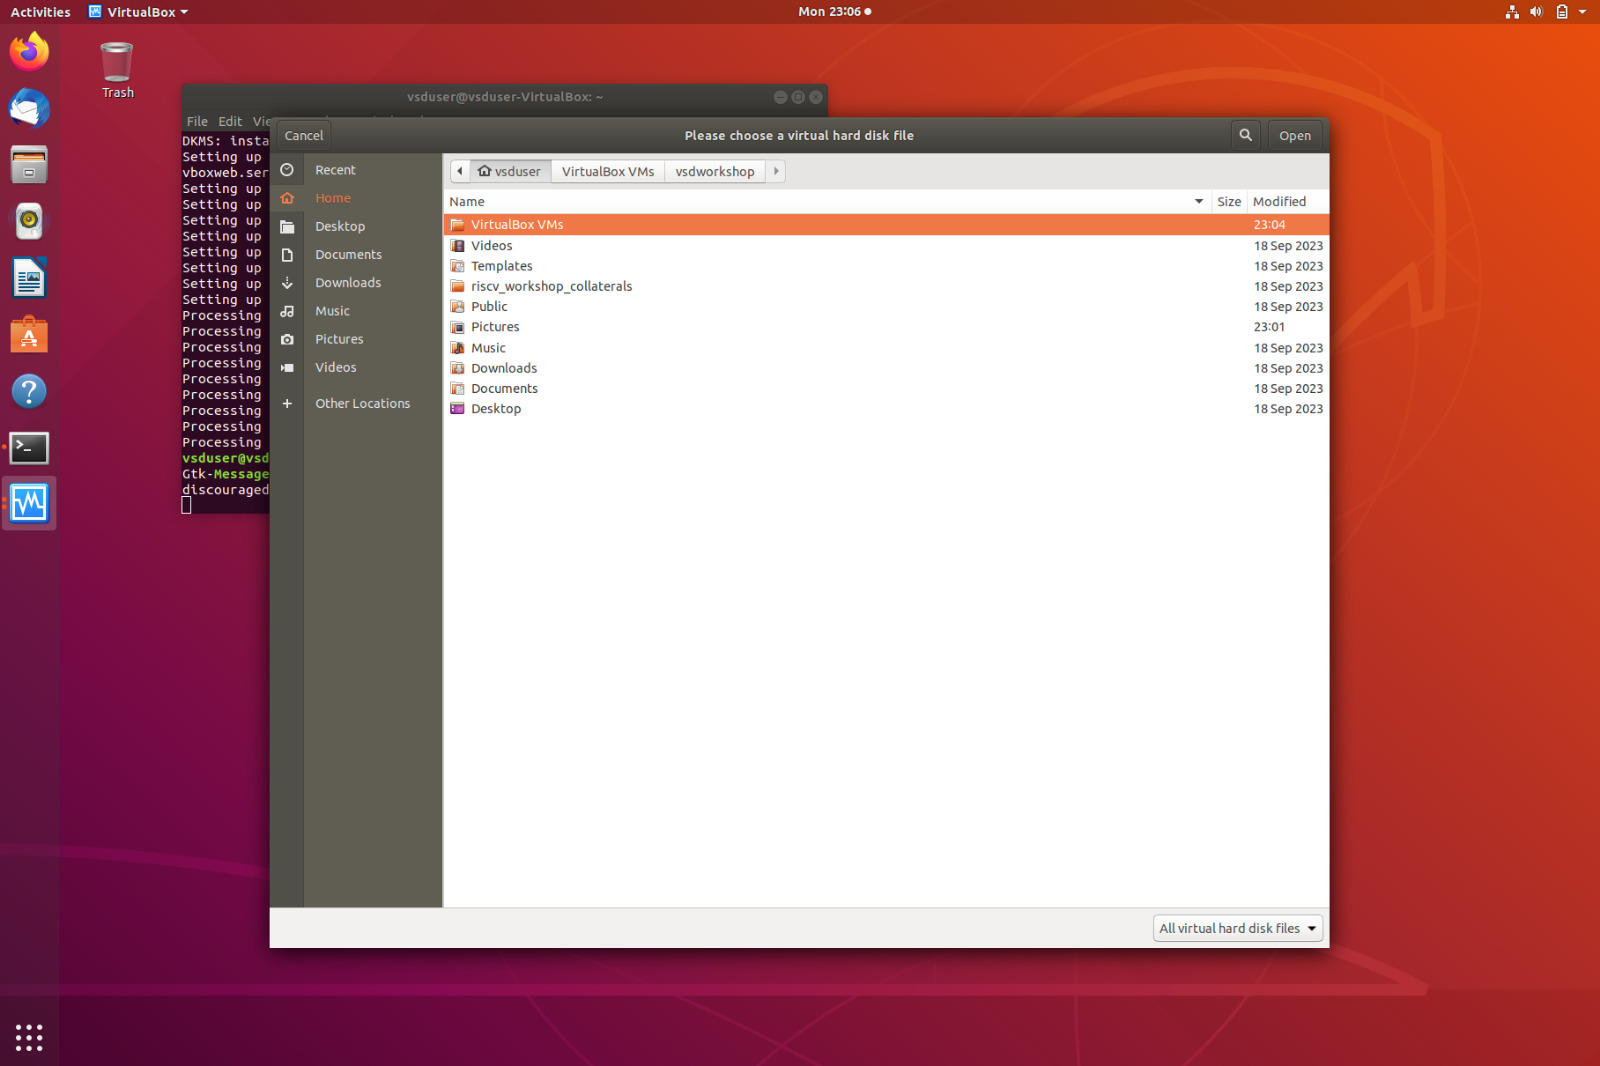 Activities VirtualBox Mon 23:06
Trash
vsduser@vsduser-VirtualBox: ~
File Edit Vie
Cancel Please choose a virtual hard disk file Open
DKMS: insta
Setting up
vboxweb.ser
Setting up
Setting up
Setting up
Setting up
Setting up
Setting up
Setting up
Setting up
Processing
Processing
Processing
Processing
Processing
Processing
Processing
Processing
Processing
vsduser@vsd
Gtk-Message
discouraged
Recent
Home
Desktop
Documents
Downloads
Music
Pictures
Videos
Other Locations
vsduser VirtualBox VMs vsdworkshop
Name Size Modified
VirtualBox VMs 23:04
Videos 18 Sep 2023
Templates 18 Sep 2023
riscv_workshop_collaterals 18 Sep 2023
Public 18 Sep 2023
Pictures 23:01
Music 18 Sep 2023
Downloads 18 Sep 2023
Documents 18 Sep 2023
Desktop 18 Sep 2023
All virtual hard disk files